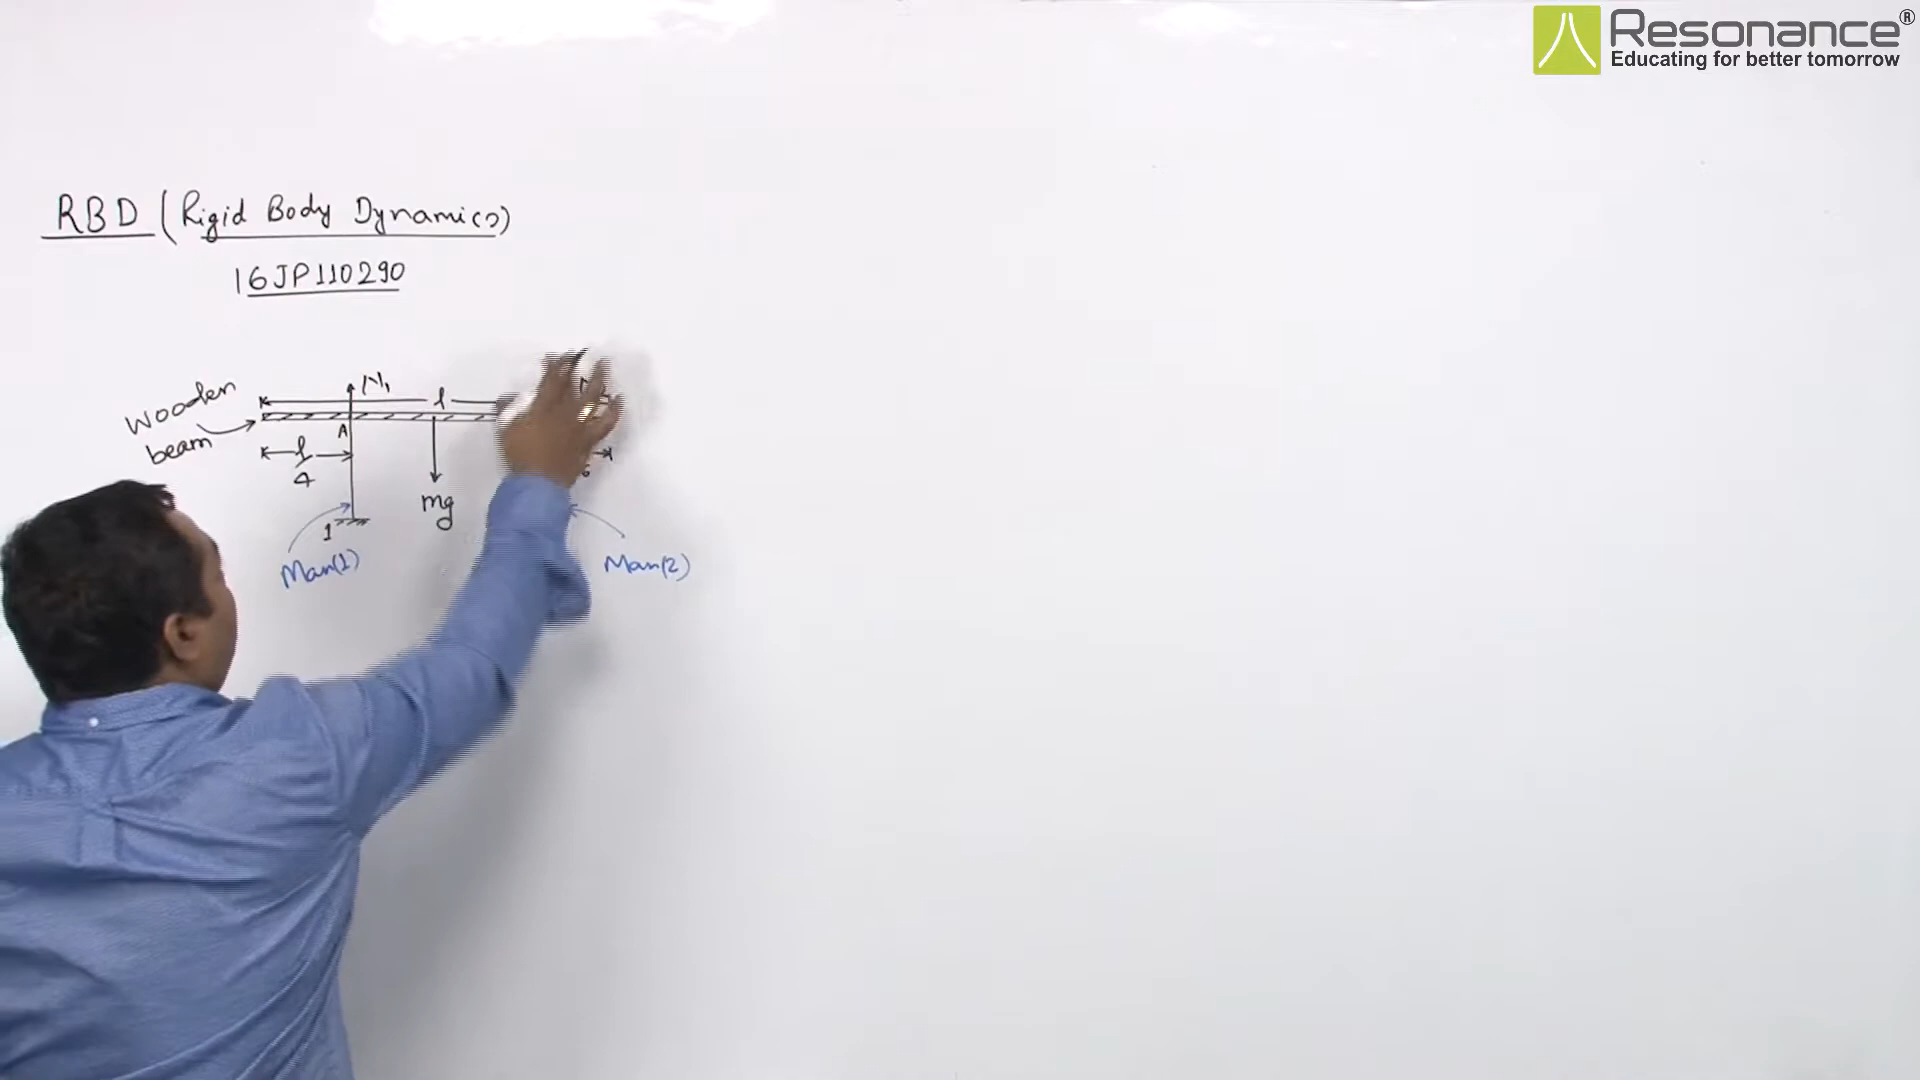 Resonance®
Educating for better tomorrow
RBD (Rigid Body Dynamics)
16JP110290
Wooden
beam
N₁
l
A
l/4
mg
1
Man(1)
Man(2)